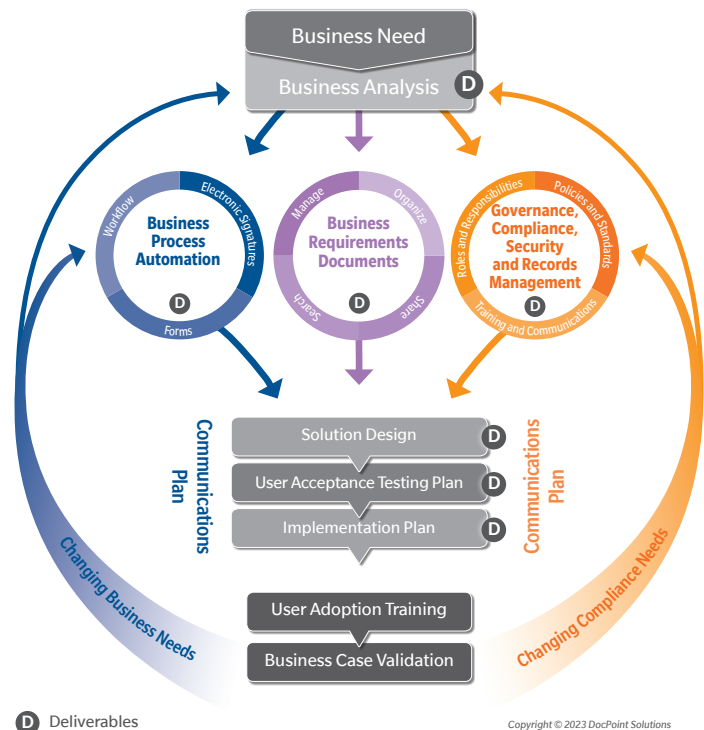 Business Need
Business Analysis
D
Workflow
Electronic Signatures
Forms
Business
Process
Automation
D
Manage
Organize
Search
Share
Business
Requirements
Documents
D
Roles and Responsibilities
Policies and Standards
Training and Communications
Governance,
Compliance,
Security
and Records
Management
D
Communications
Plan
Solution Design
D
User Acceptance Testing Plan
D
Implementation Plan
D
Communications
Plan
Changing Business Needs
User Adoption Training
Business Case Validation
Changing Compliance Needs
D Deliverables
Copyright © 2023 DocPoint Solutions